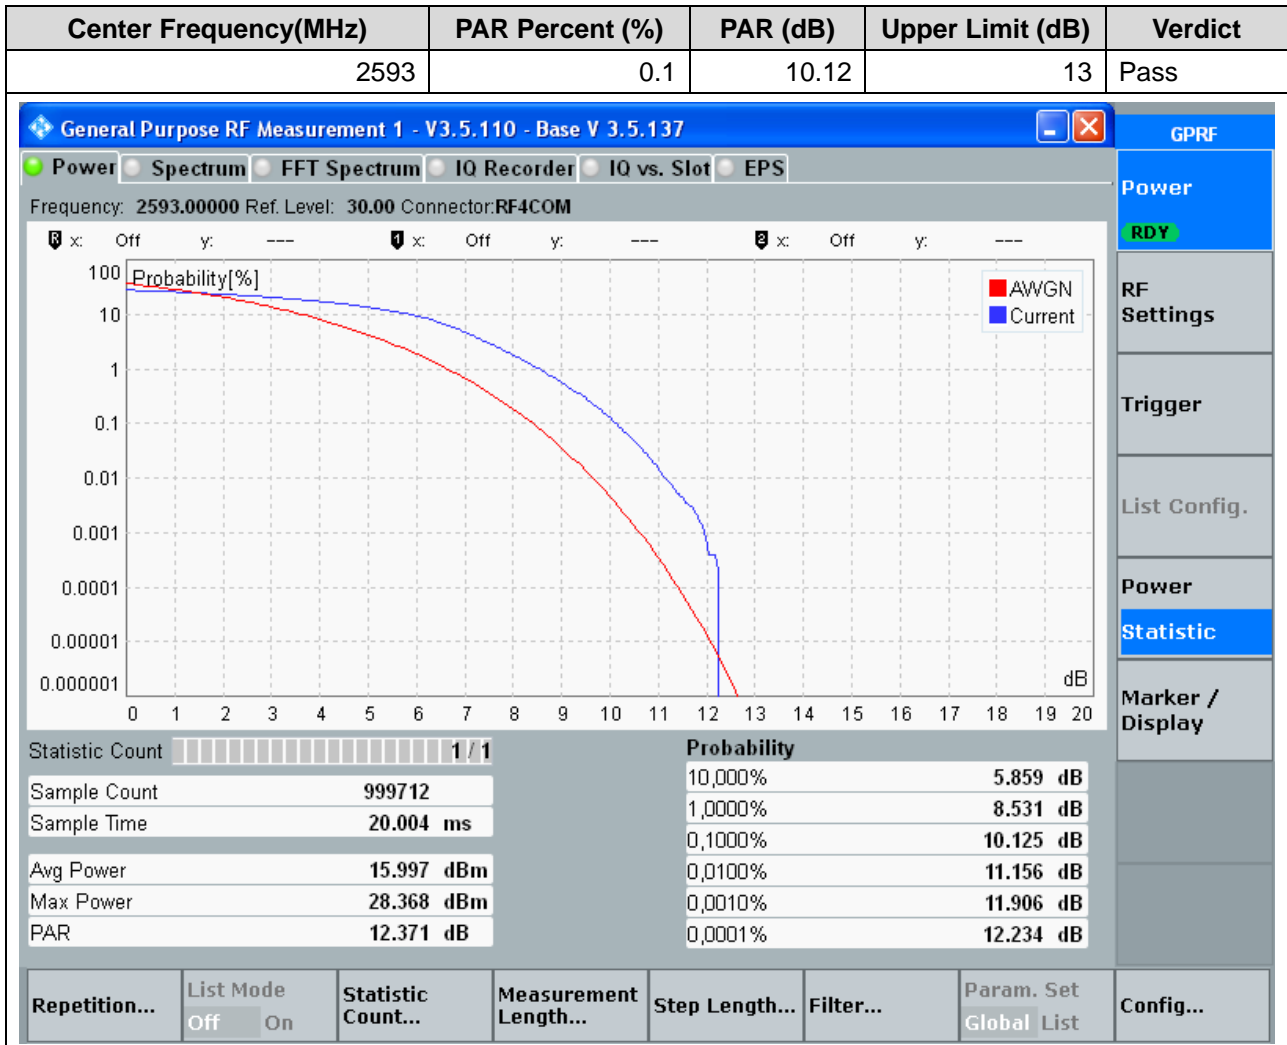 Center Frequency(MHz) PAR Percent (%) PAR (dB) Upper Limit (dB) Verdict
2593 0.1 10.12 13 Pass
General Purpose RF Measurement 1 - V3.5.110 - Base V 3.5.137
GPRF
Power Spectrum FFT Spectrum IQ Recorder IQ vs. Slot EPS
Frequency: 2593.00000 Ref. Level: 30.00 Connector:RF4COM
R x: Off y: --- 1 x: Off y: --- 2 x: Off y: ---
Probability[%]
AWGN
Current
100
10
1
0.1
0.01
0.001
0.0001
0.00001
0.000001
dB
0 1 2 3 4 5 6 7 8 9 10 11 12 13 14 15 16 17 18 19 20
Statistic Count 1 / 1
Sample Count 999712
Sample Time 20.004 ms
Avg Power 15.997 dBm
Max Power 28.368 dBm
PAR 12.371 dB
Probability
10,000% 5.859 dB
1,0000% 8.531 dB
0,1000% 10.125 dB
0,0100% 11.156 dB
0,0010% 11.906 dB
0,0001% 12.234 dB
Power
RDY
RF
Settings
Trigger
List Config.
Power
Statistic
Marker /
Display
Repetition...
List Mode
Off On
Statistic
Count...
Measurement
Length...
Step Length...
Filter...
Param. Set
Global List
Config...